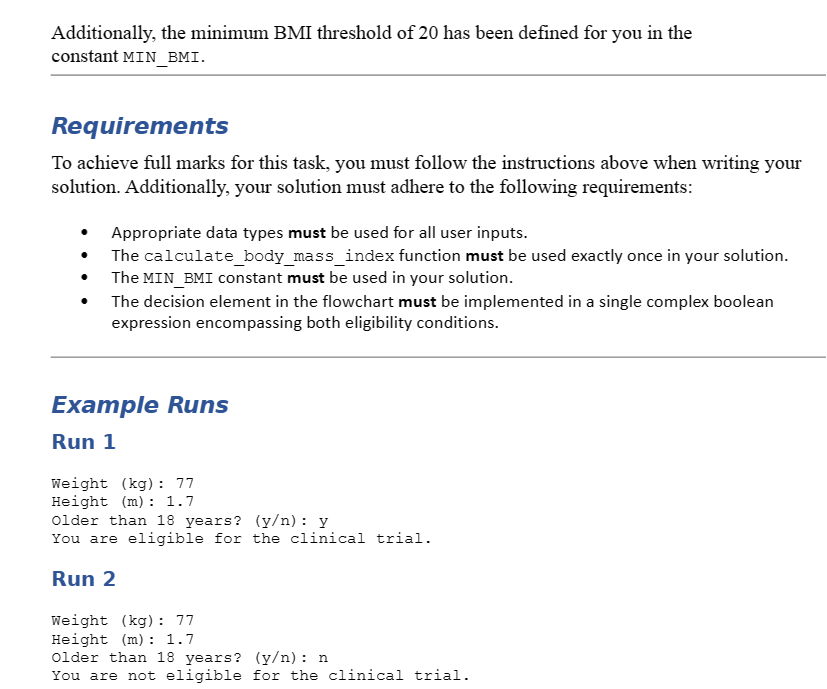 Additionally, the minimum BMI threshold of 20 has been defined for you in the
constant MIN_BMI.
Requirements
To achieve full marks for this task, you must follow the instructions above when writing your
solution. Additionally, your solution must adhere to the following requirements:
• Appropriate data types must be used for all user inputs.
• The calculate_body_mass_index function must be used exactly once in your solution.
• The MIN_BMI constant must be used in your solution.
• The decision element in the flowchart must be implemented in a single complex boolean
expression encompassing both eligibility conditions.
Example Runs
Run 1
Weight (kg): 77
Height (m): 1.7
Older than 18 years? (y/n): y
You are eligible for the clinical trial.
Run 2
Weight (kg): 77
Height (m): 1.7
Older than 18 years? (y/n): n
You are not eligible for the clinical trial.